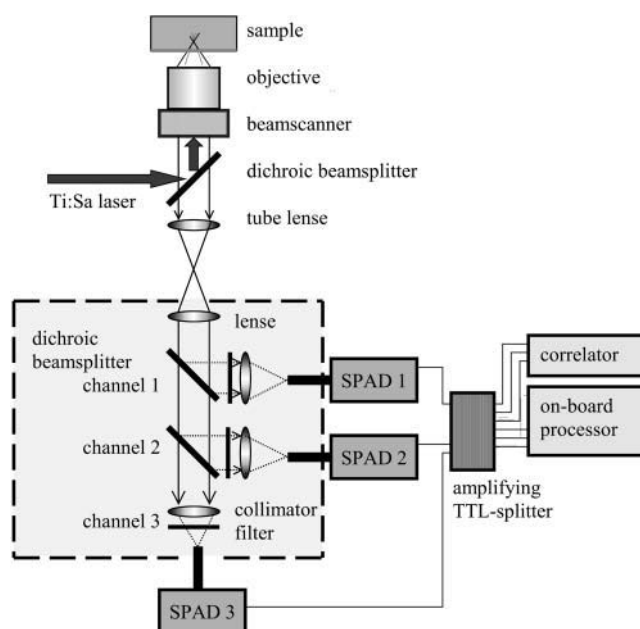 sample
objective
beamscanner
dichroic beamsplitter
Ti:Sa laser
tube lense
lense
dichroic
beamsplitter
channel 1
SPAD 1
correlator
on-board
processor
channel 2
SPAD 2
amplifying
TTL-splitter
channel 3
collimator
filter
SPAD 3